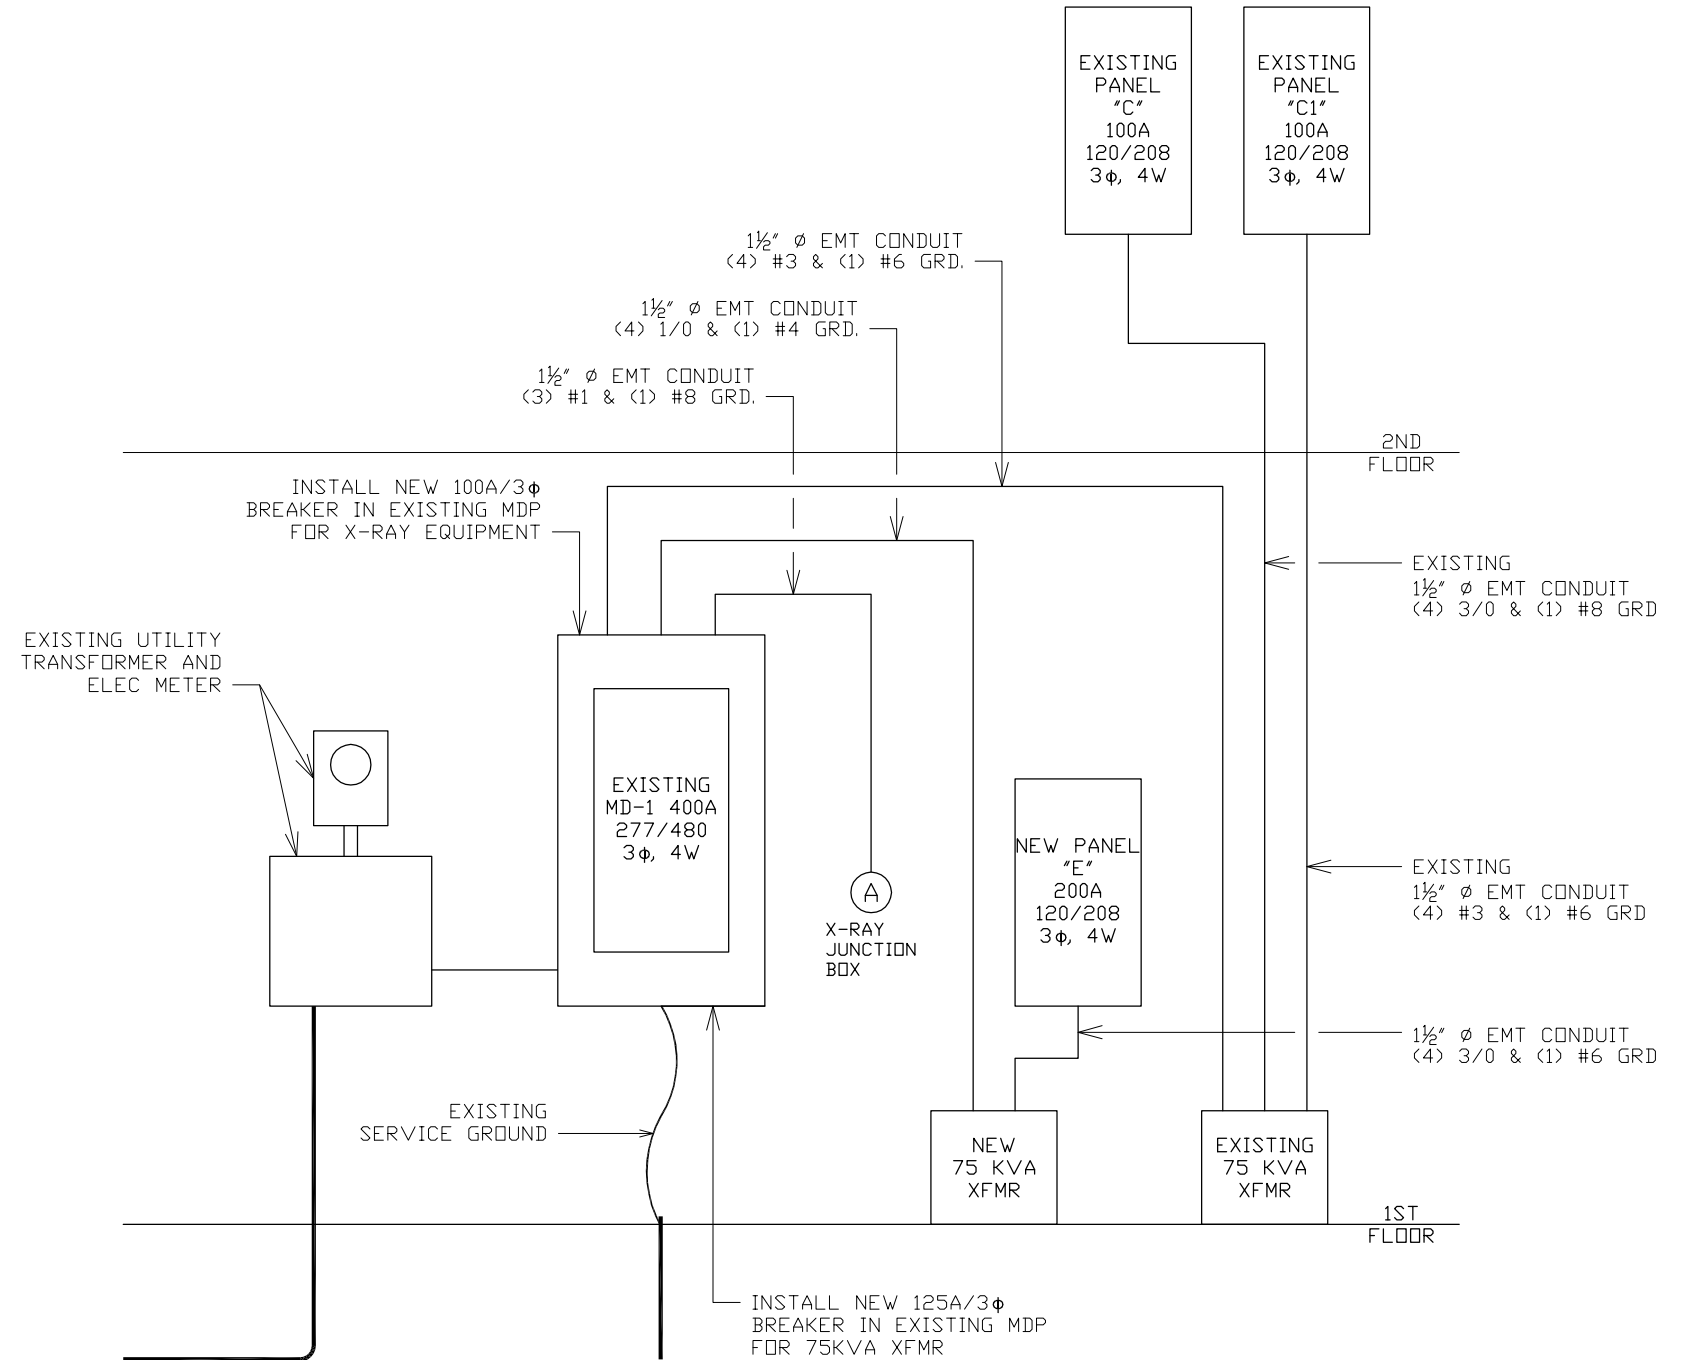 EXISTING
PANEL
"C"
100A
120/208
3ϕ, 4W
EXISTING
PANEL
"C1"
100A
120/208
3ϕ, 4W
1½" Ø EMT CONDUIT
(4) #3 & (1) #6 GRD.
1½" Ø EMT CONDUIT
(4) 1/0 & (1) #4 GRD.
1½" Ø EMT CONDUIT
(3) #1 & (1) #8 GRD.
2ND
FLOOR
INSTALL NEW 100A/3ϕ
BREAKER IN EXISTING MDP
FOR X-RAY EQUIPMENT
EXISTING
1½" Ø EMT CONDUIT
(4) 3/0 & (1) #8 GRD
EXISTING UTILITY
TRANSFORMER AND
ELEC METER
EXISTING
MD-1 400A
277/480
3ϕ, 4W
A
X-RAY
JUNCTION
BOX
NEW PANEL
"E"
200A
120/208
3ϕ, 4W
EXISTING
1½" Ø EMT CONDUIT
(4) #3 & (1) #6 GRD
1½" Ø EMT CONDUIT
(4) 3/0 & (1) #6 GRD
EXISTING
SERVICE GROUND
NEW
75 KVA
XFMR
EXISTING
75 KVA
XFMR
1ST
FLOOR
INSTALL NEW 125A/3ϕ
BREAKER IN EXISTING MDP
FOR 75KVA XFMR